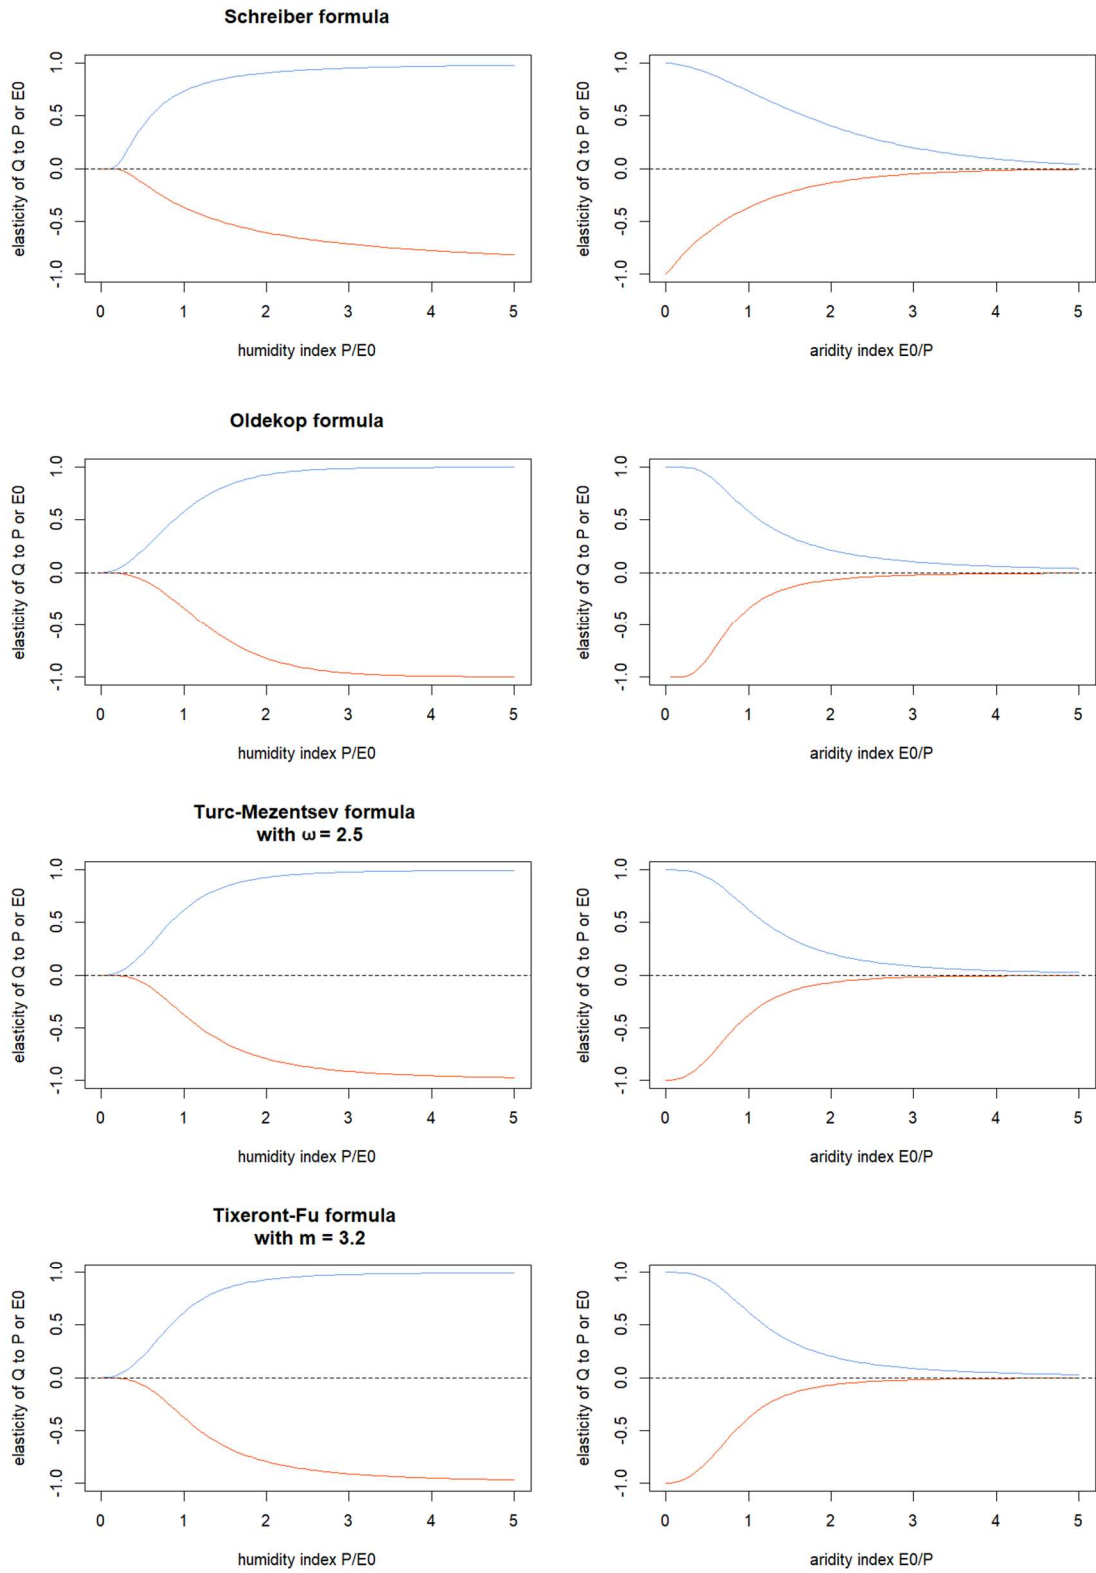 Schreiber formula
elasticity of Q to P or E0
1.0
0.5
0.0
-0.5
-1.0
0 1 2 3 4 5
humidity index P/E0
elasticity of Q to P or E0
1.0
0.5
0.0
-0.5
-1.0
0 1 2 3 4 5
aridity index E0/P
Oldekop formula
elasticity of Q to P or E0
1.0
0.5
0.0
-0.5
-1.0
0 1 2 3 4 5
humidity index P/E0
elasticity of Q to P or E0
1.0
0.5
0.0
-0.5
-1.0
0 1 2 3 4 5
aridity index E0/P
Turc-Mezentsev formula
with ω = 2.5
elasticity of Q to P or E0
1.0
0.5
0.0
-0.5
-1.0
0 1 2 3 4 5
humidity index P/E0
elasticity of Q to P or E0
1.0
0.5
0.0
-0.5
-1.0
0 1 2 3 4 5
aridity index E0/P
Tixeront-Fu formula
with m = 3.2
elasticity of Q to P or E0
1.0
0.5
0.0
-0.5
-1.0
0 1 2 3 4 5
humidity index P/E0
elasticity of Q to P or E0
1.0
0.5
0.0
-0.5
-1.0
0 1 2 3 4 5
aridity index E0/P